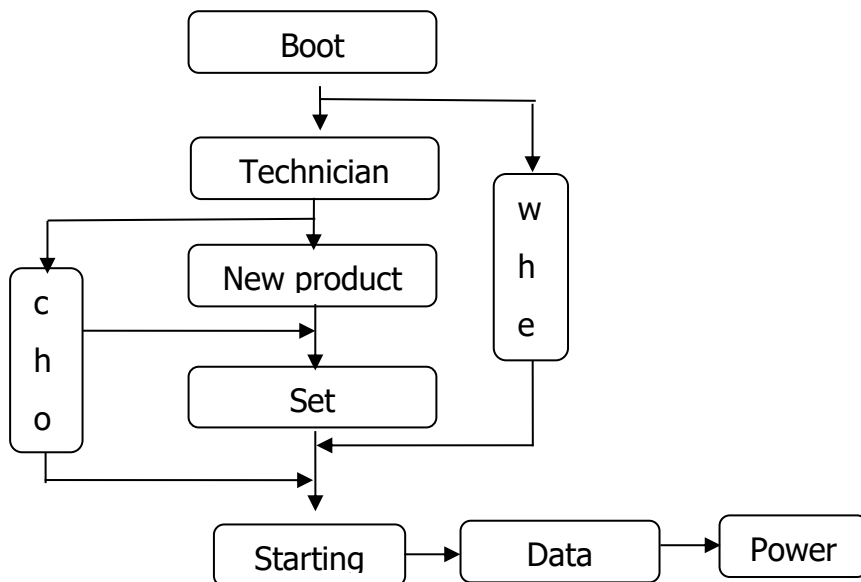 Boot
Technician
w
h
e
New product
c
h
o
Set
Starting
Data
Power